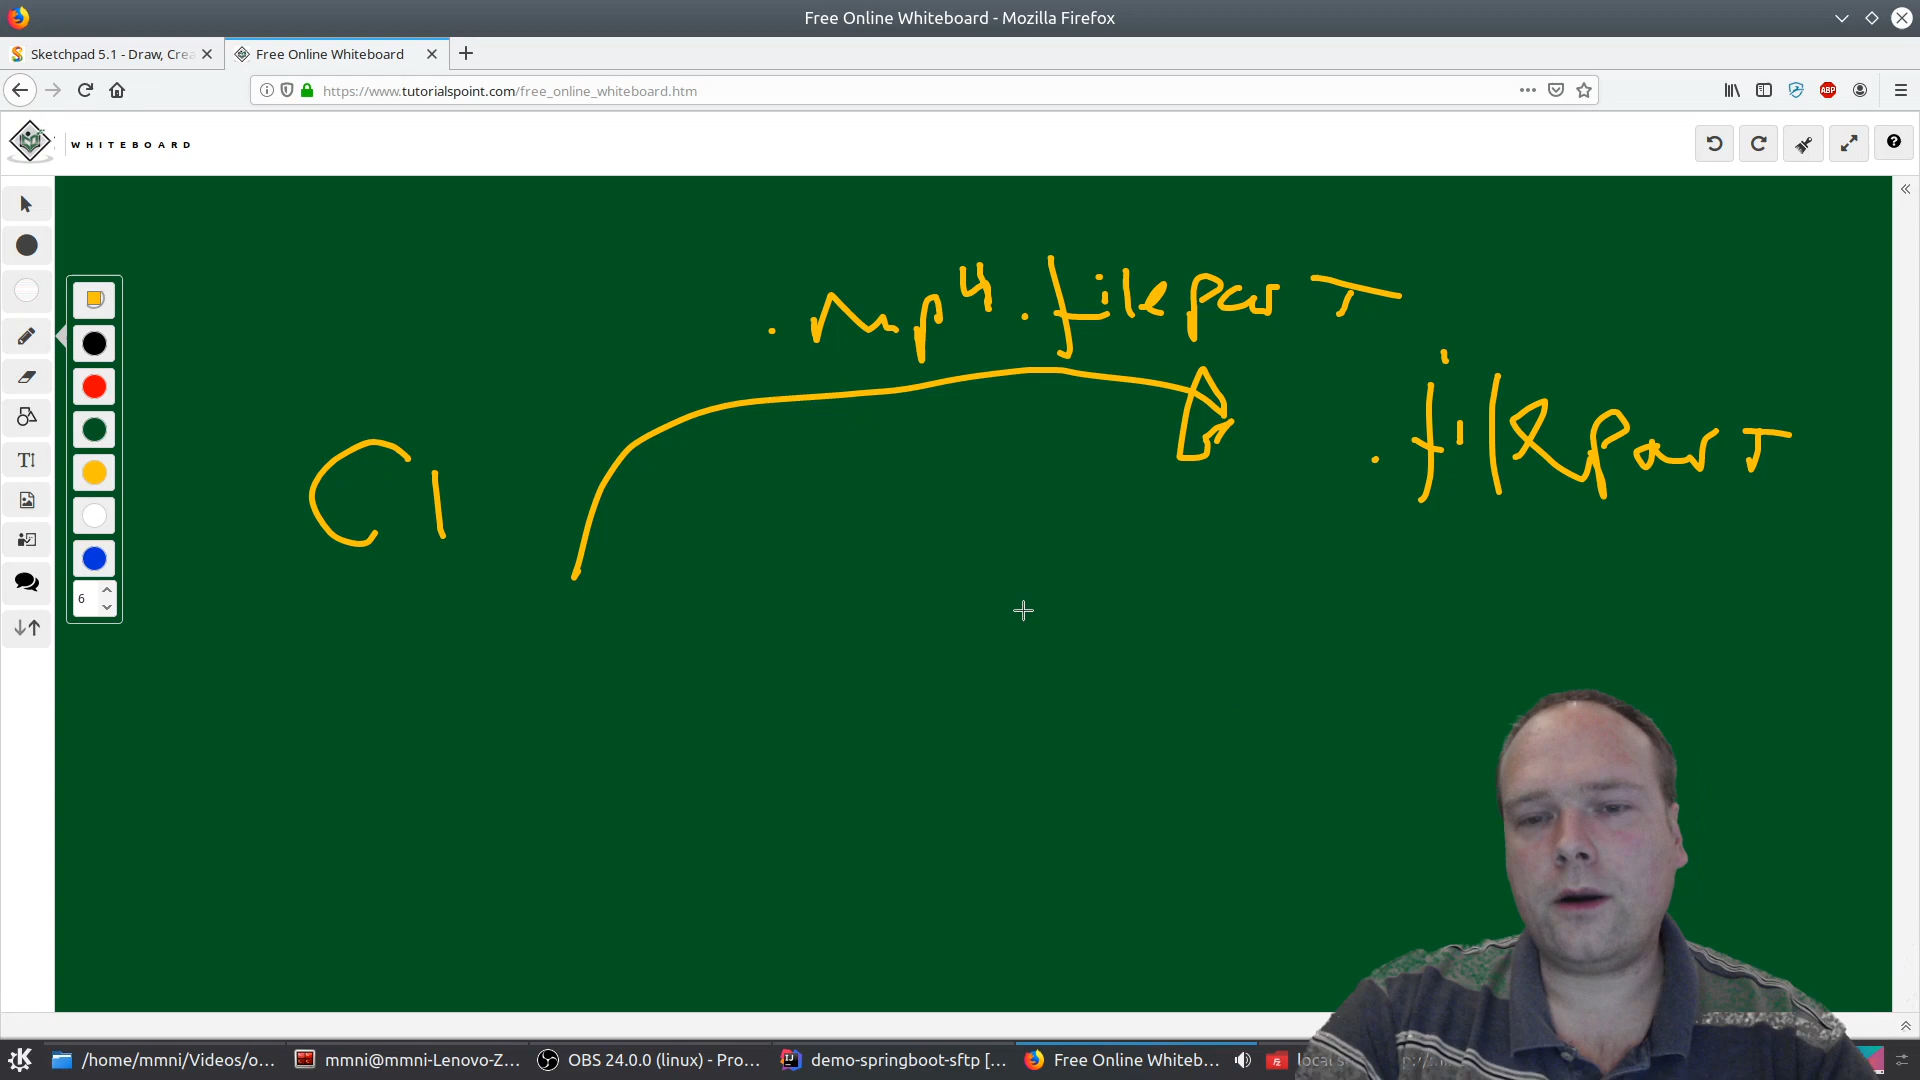 Free Online Whiteboard - Mozilla Firefox
Sketchpad 5.1 - Draw, Crea
Free Online Whiteboard
https://www.tutorialspoint.com/free_online_whiteboard.htm
ABP
WHITEBOARD
.mp4.filepart
.filepart
C1
TI
6
/home/mmni/Videos/o...
mmni@mmni-Lenovo-Z...
OBS 24.0.0 (linux) - Pro...
demo-springboot-sftp [...
Free Online Whiteb...